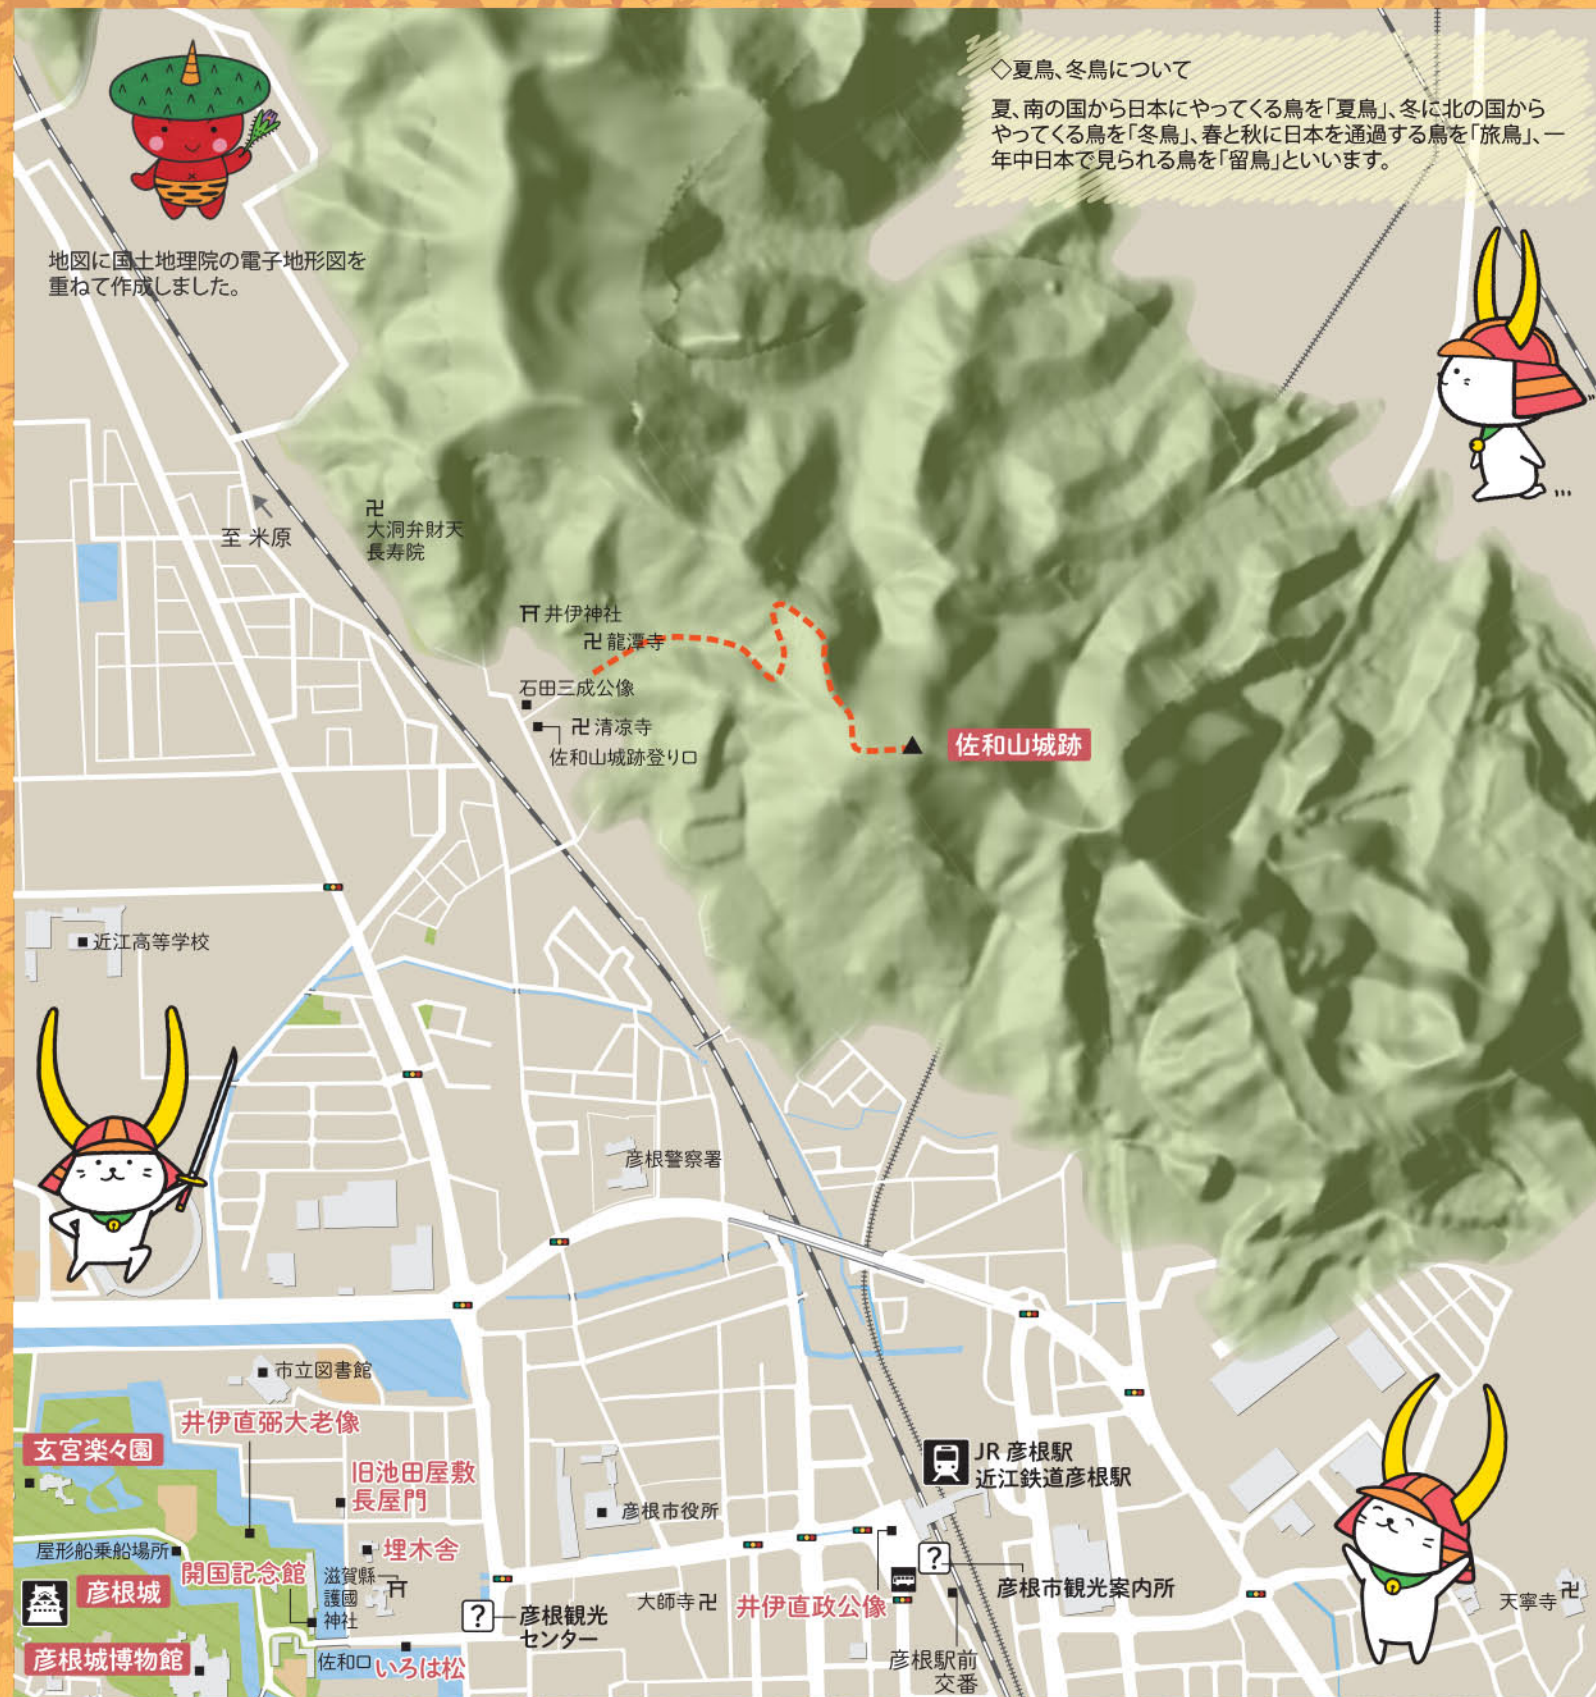 ◇夏鳥、冬鳥について
夏、南の国から日本にやってくる鳥を「夏鳥」、冬に北の国から
やってくる鳥を「冬鳥」、春と秋に日本を通過する鳥を「旅鳥」、一
年中日本で見られる鳥を「留鳥」といいます。
地図に国土地理院の電子地形図を
重ねて作成しました。
至 米原
大洞弁財天
長寿院
井伊神社
龍潭寺
石田三成公像
清凉寺
佐和山城跡登り口
佐和山城跡
近江高等学校
彦根警察署
市立図書館
井伊直弼大老像
玄宮楽々園
旧池田屋敷
長屋門
JR 彦根駅
近江鉄道彦根駅
彦根市役所
屋形船乗船場所
埋木舎
開国記念館
滋賀縣
護國
神社
彦根城
?
彦根市観光案内所
井伊直政公像
大師寺
?
彦根観光
センター
天寧寺
彦根城博物館
佐和口
いろは松
彦根駅前
交番